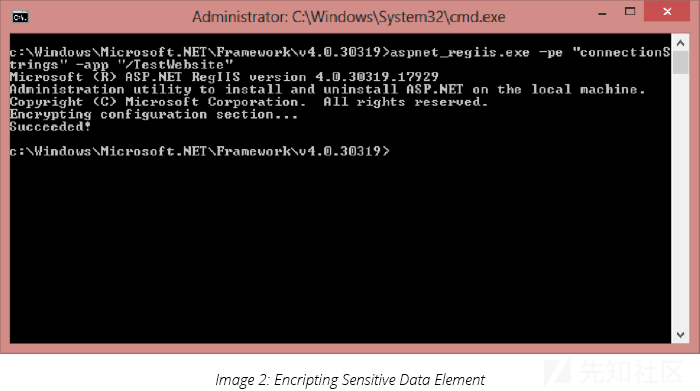 Administrator: C:\Windows\System32\cmd.exe
c:\Windows\Microsoft.NET\Framework\v4.0.30319>aspnet_regiis.exe -pe "connectionS
trings" -app "/TestWebsite"
Microsoft (R) ASP.NET RegIIS version 4.0.30319.17929
Administration utility to install and uninstall ASP.NET on the local machine.
Copyright (C) Microsoft Corporation.  All rights reserved.
Encrypting configuration section...
Succeeded!
c:\Windows\Microsoft.NET\Framework\v4.0.30319>
Image 2: Encripting Sensitive Data Element
先知社区